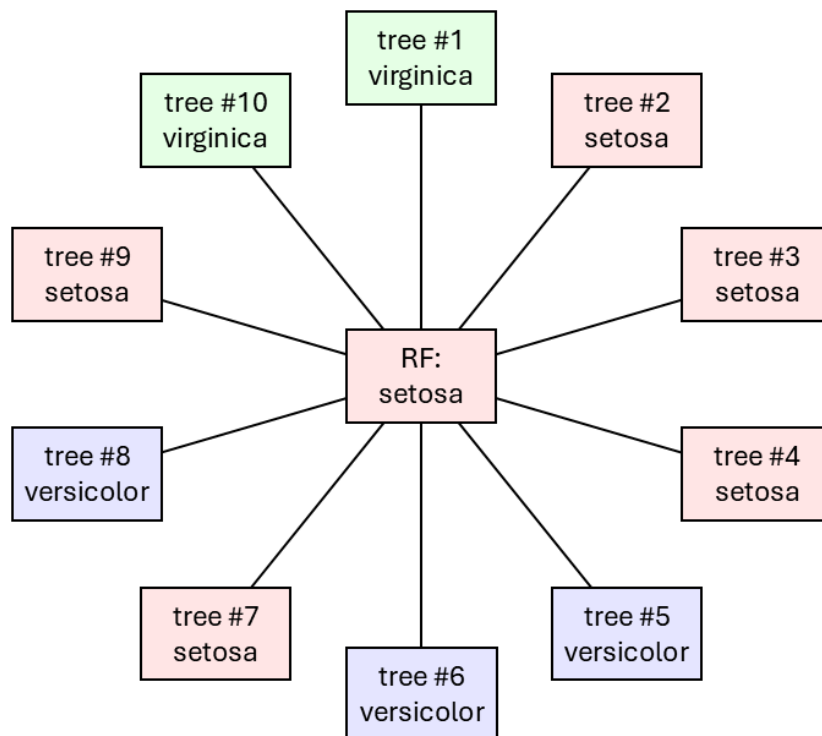 tree #1
virginica
tree #10
virginica
tree #2
setosa
tree #9
setosa
tree #3
setosa
RF:
setosa
tree #8
versicolor
tree #4
setosa
tree #7
setosa
tree #5
versicolor
tree #6
versicolor